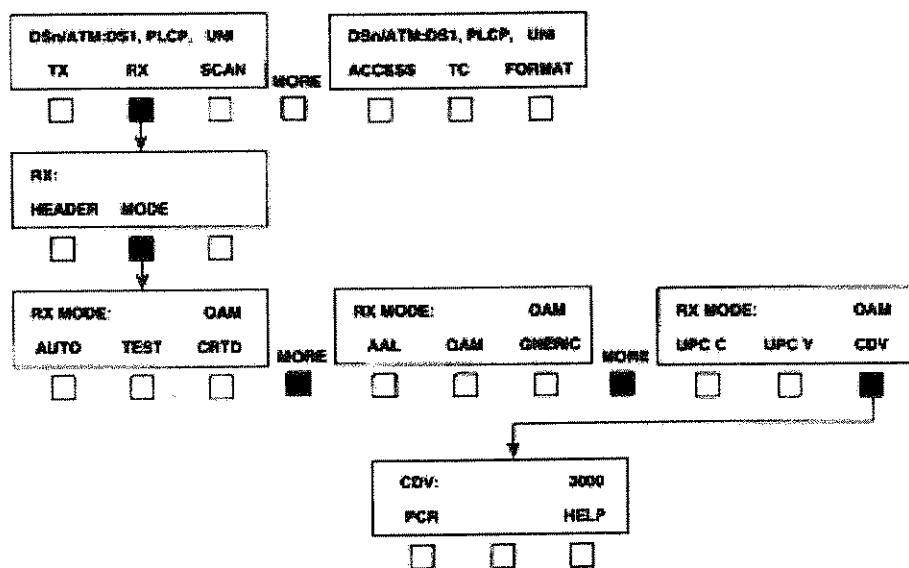 DSn/ATM:DS1, PLCP, UNI
TX RX SCAN
MORE
DSn/ATM:DS1, PLCP, UNI
ACCESS TC FORMAT
RX:
HEADER MODE
RX MODE: OAM
AUTO TEST CRTD
MORE
RX MODE: OAM
AAL OAM GNERIC
MORE
RX MODE: OAM
UPC C UPC V CDV
CDV: 3000
PCR HELP